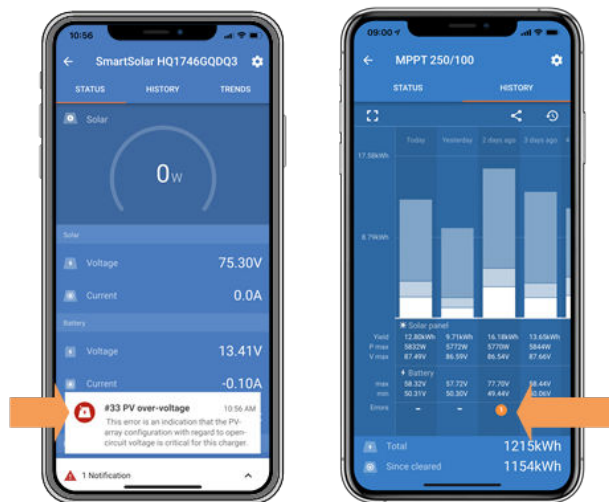 10:56
SmartSolar HQ1746GQDQ3
STATUS HISTORY TRENDS
Solar
0W
Solar
Voltage 75.30V
Current 0.0A
Battery
Voltage 13.41V
Current -0.10A
#33 PV over-voltage 10:56 AM
This error is an indication that the PV-
array configuration with regard to open-
circuit voltage is critical for this charger.
1 Notification
09:00
MPPT 250/100
STATUS HISTORY
Today Yesterday 2 days ago 3 days ago 4
17.58kWh
8.79kWh
Solar panel
Yield 12.80kWh 9.71kWh 16.18kWh 13.65kWh
P max 5832W 5772W 5770W 5844W
V max 87.49V 86.59V 86.54V 87.66V
Battery
max 58.32V 57.72V 77.70V 58.44V
min 50.31V 50.30V 49.44V
Errors - - 1
Total 1215kWh
Since cleared 1154kWh